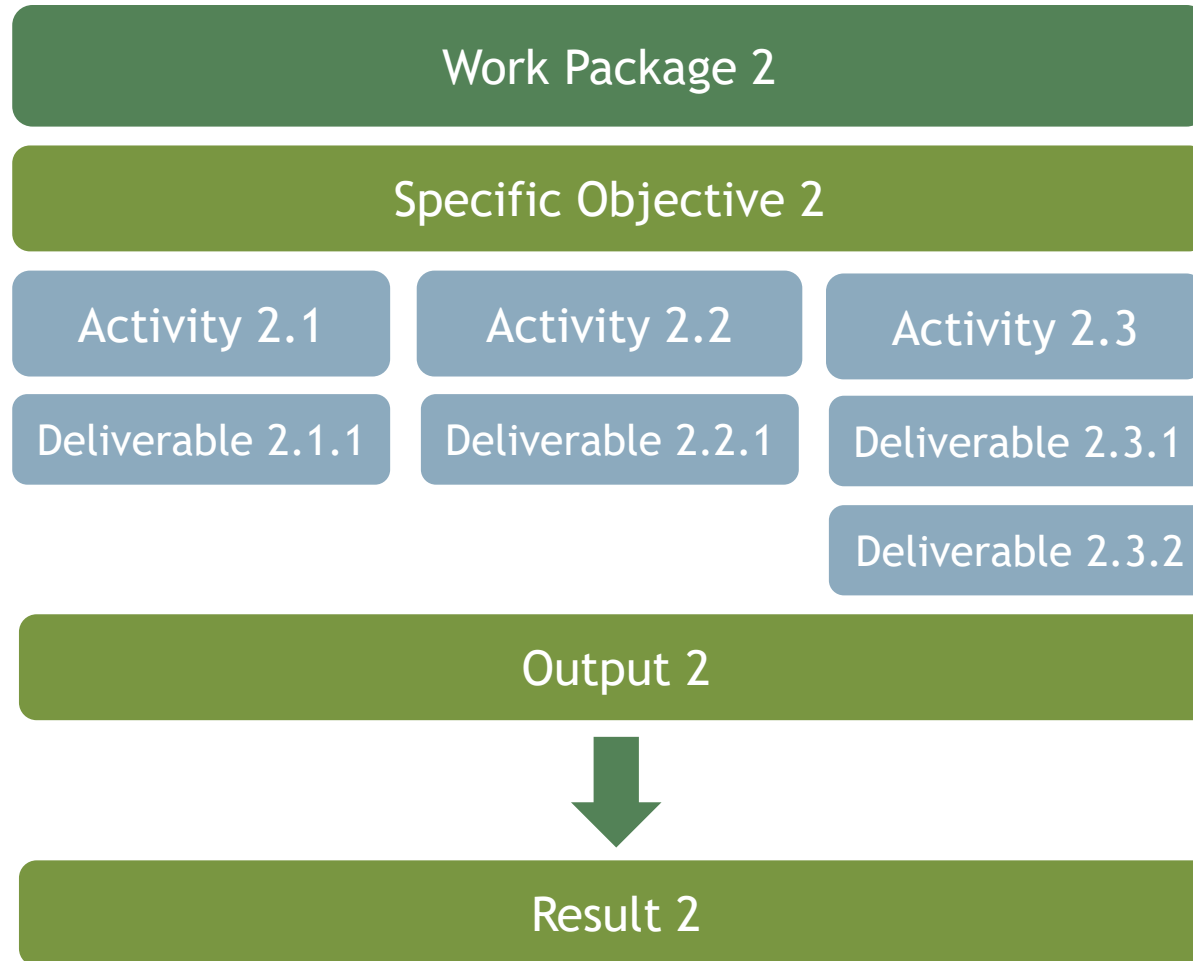 Work Package 2
Specific Objective 2
Activity 2.1
Activity 2.2
Activity 2.3
Deliverable 2.1.1
Deliverable 2.2.1
Deliverable 2.3.1
Deliverable 2.3.2
Output 2
Result 2